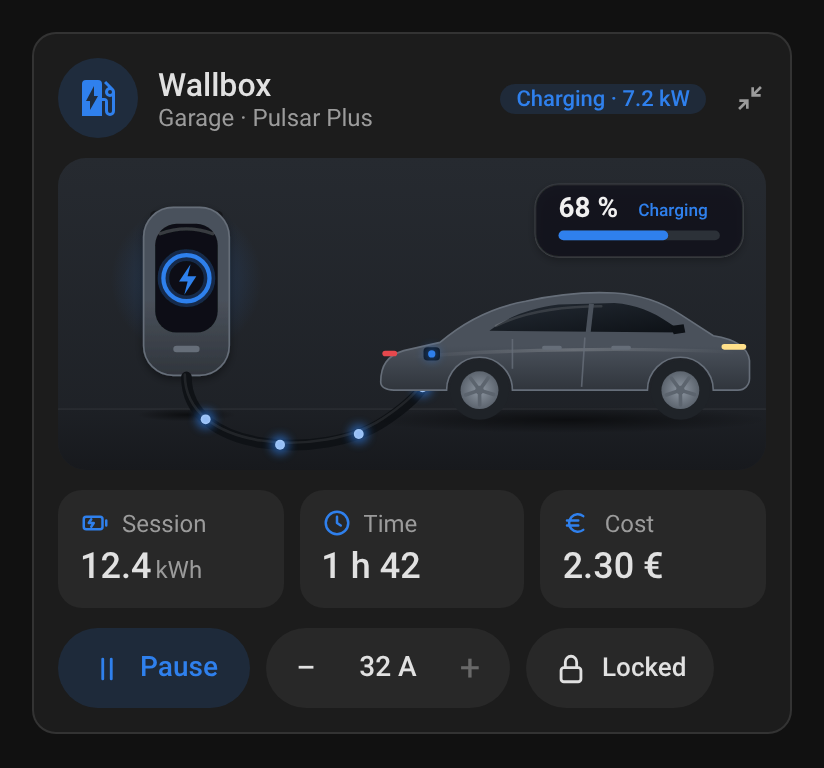 Wallbox
Garage · Pulsar Plus
Charging · 7.2 kW
68 % Charging
Session
12.4 kWh
Time
1 h 42
Cost
2.30 €
Pause
− 32 A +
Locked